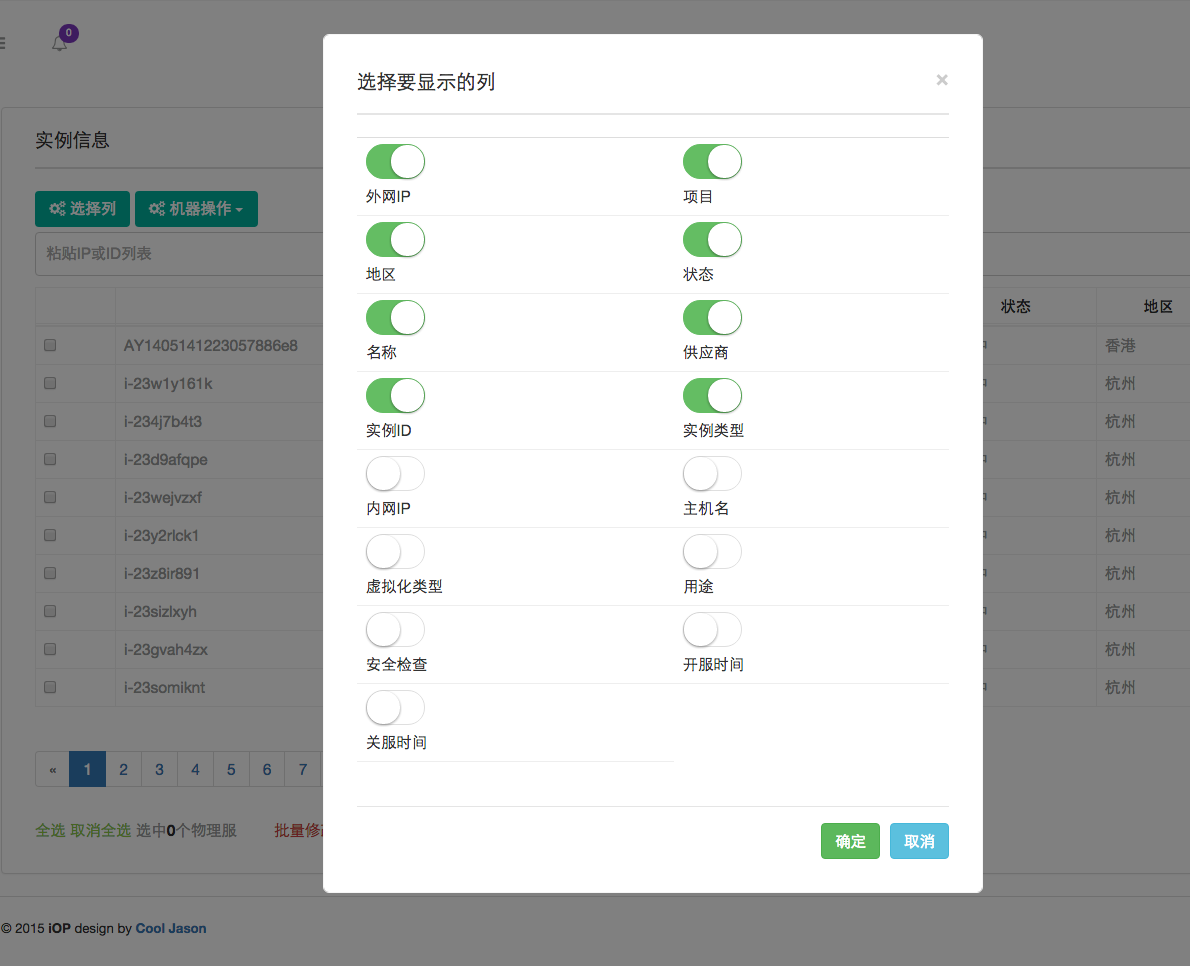 0
选择要显示的列
×
外网IP 项目
地区 状态
名称 供应商
实例ID 实例类型
内网IP 主机名
虚拟化类型 用途
安全检查 开服时间
关服时间
确定 取消
实例信息
选择列 机器操作
粘贴IP或ID列表
状态 地区
AY1405141223057886e8 香港
i-23w1y161k 杭州
i-234j7b4t3 杭州
i-23d9afqpe 杭州
i-23wejvzxf 杭州
i-23y2rlck1 杭州
i-23z8ir891 杭州
i-23sizlxyh 杭州
i-23gvah4zx 杭州
i-23somiknt 杭州
« 1 2 3 4 5 6 7
全选 取消全选 选中0个物理服 批量修
© 2015 iOP design by Cool Jason